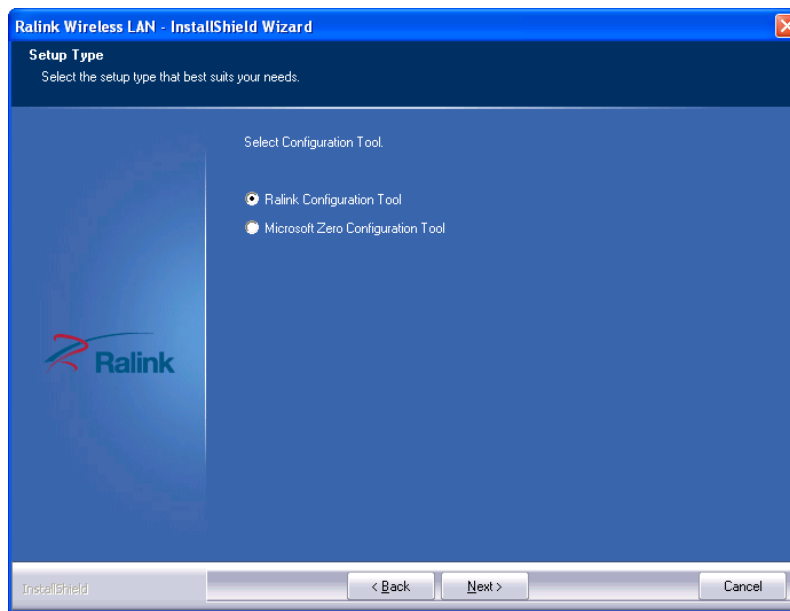 Ralink Wireless LAN - InstallShield Wizard
Setup Type
Select the setup type that best suits your needs.
Select Configuration Tool.
Ralink Configuration Tool
Microsoft Zero Configuration Tool
Ralink
InstallShield
< Back
Next >
Cancel